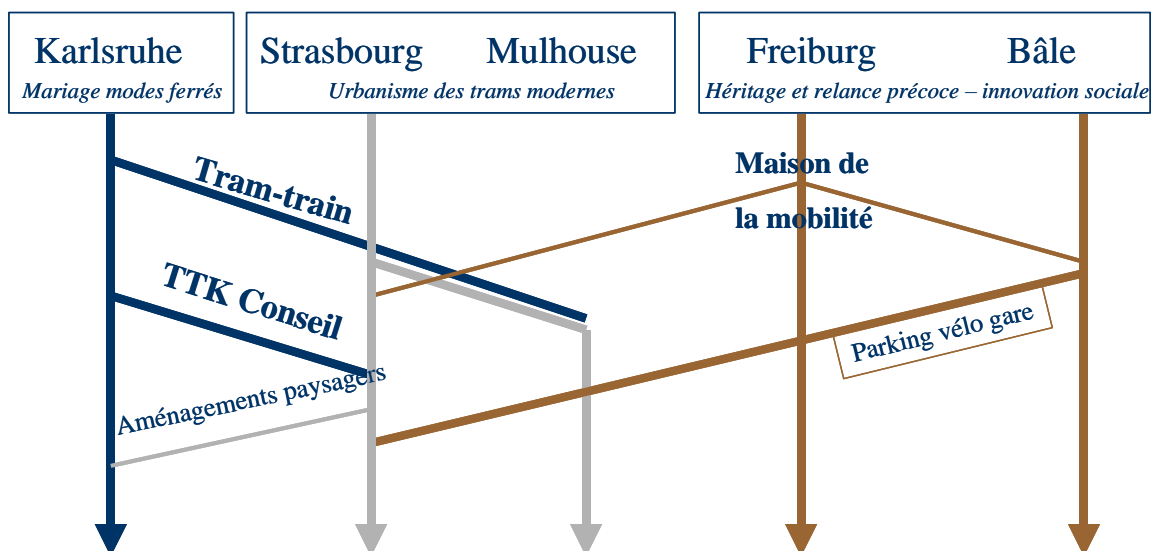 Karlsruhe
Mariage modes ferrés
Strasbourg Mulhouse
Urbanisme des trams modernes
Freiburg Bâle
Héritage et relance précoce – innovation sociale
Tram-train
Maison de
la mobilité
TTK Conseil
Parking vélo gare
Aménagements paysagers